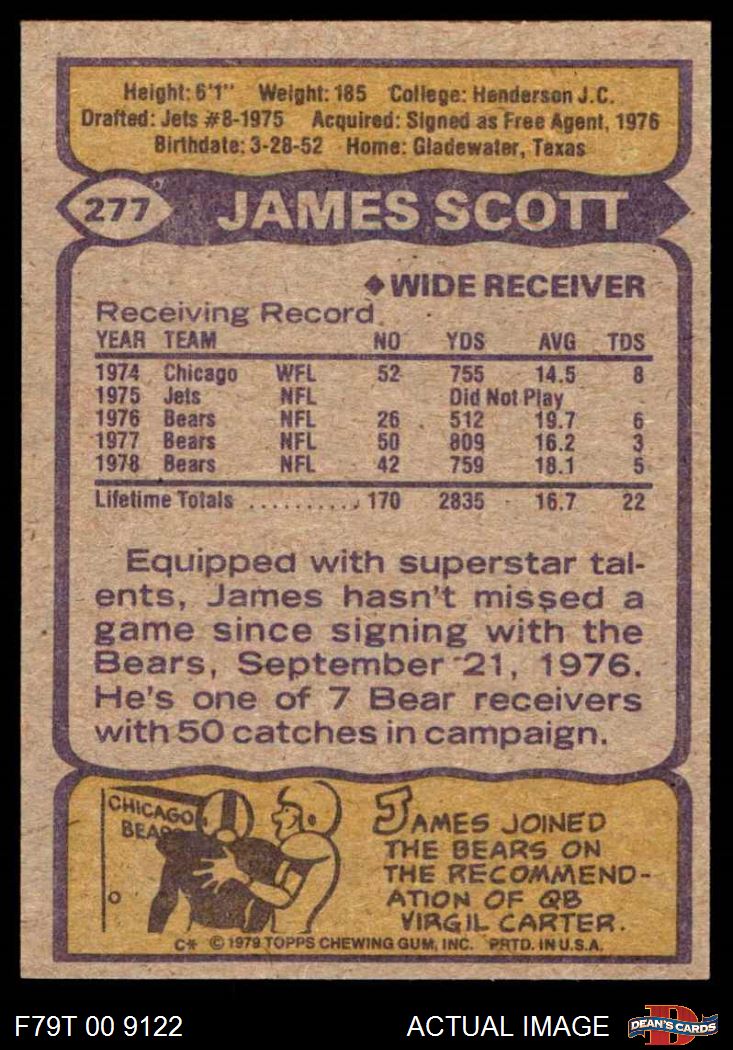 Height: 6'1" Weight: 185 College: Henderson J.C.
Drafted: Jets #8-1975 Acquired: Signed as Free Agent, 1976
Birthdate: 3-28-52 Home: Gladewater, Texas
277 JAMES SCOTT
◆ WIDE RECEIVER
Receiving Record
YEAR TEAM NO YDS AVG TDS
1974 Chicago WFL 52 755 14.5 8
1975 Jets NFL Did Not Play
1976 Bears NFL 26 512 19.7 6
1977 Bears NFL 50 809 16.2 3
1978 Bears NFL 42 759 18.1 5
Lifetime Totals .......... 170 2835 16.7 22
Equipped with superstar tal-
ents, James hasn't missed a
game since signing with the
Bears, September 21, 1976.
He's one of 7 Bear receivers
with 50 catches in campaign.
CHICAGO
BEARS
JAMES JOINED
THE BEARS ON
THE RECOMMEND-
ATION OF QB
VIRGIL CARTER.
C* © 1979 TOPPS CHEWING GUM, INC. PRTD. IN U.S.A.
F79T 00 9122 ACTUAL IMAGE D DEAN'S CARDS